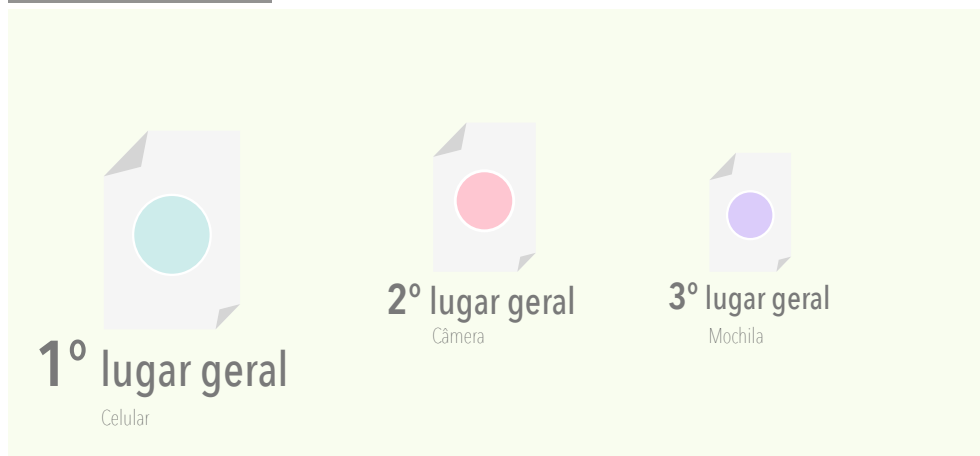 1º lugar geral
Celular
2º lugar geral
Câmera
3º lugar geral
Mochila